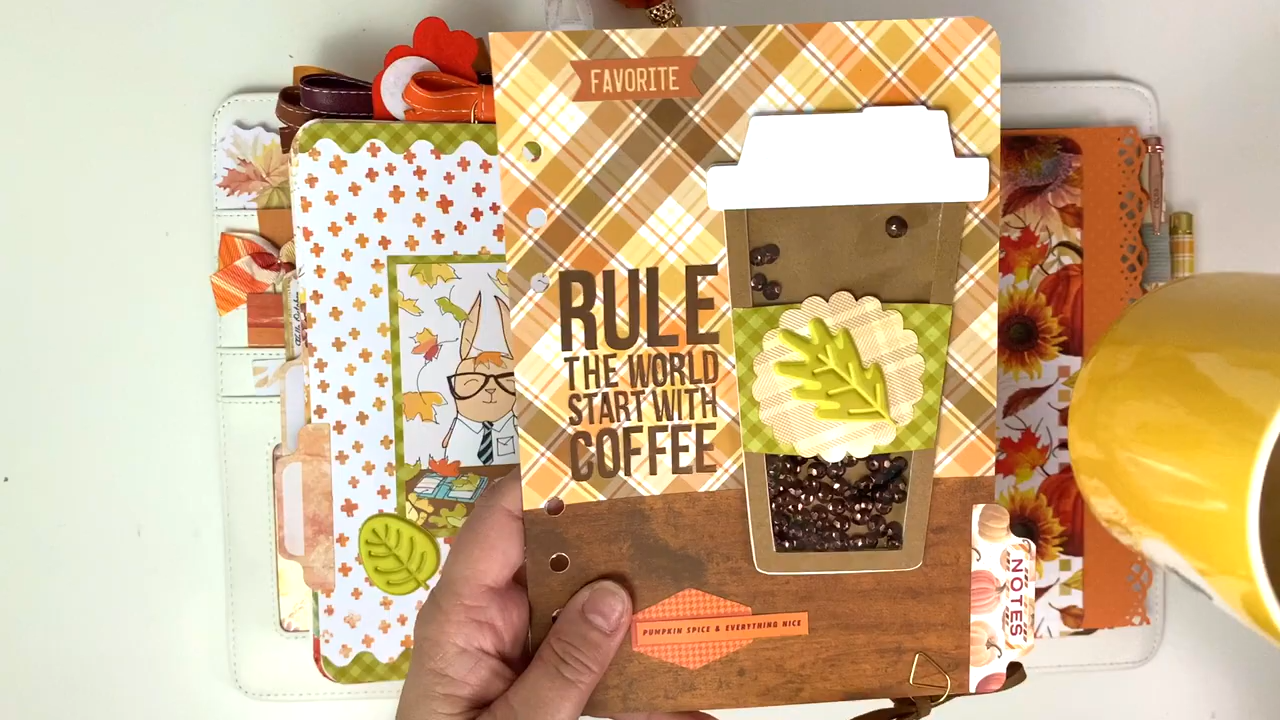 FAVORITE
RULE
THE WORLD
START WITH
COFFEE
PUMPKIN SPICE & EVERYTHING NICE
NOTES